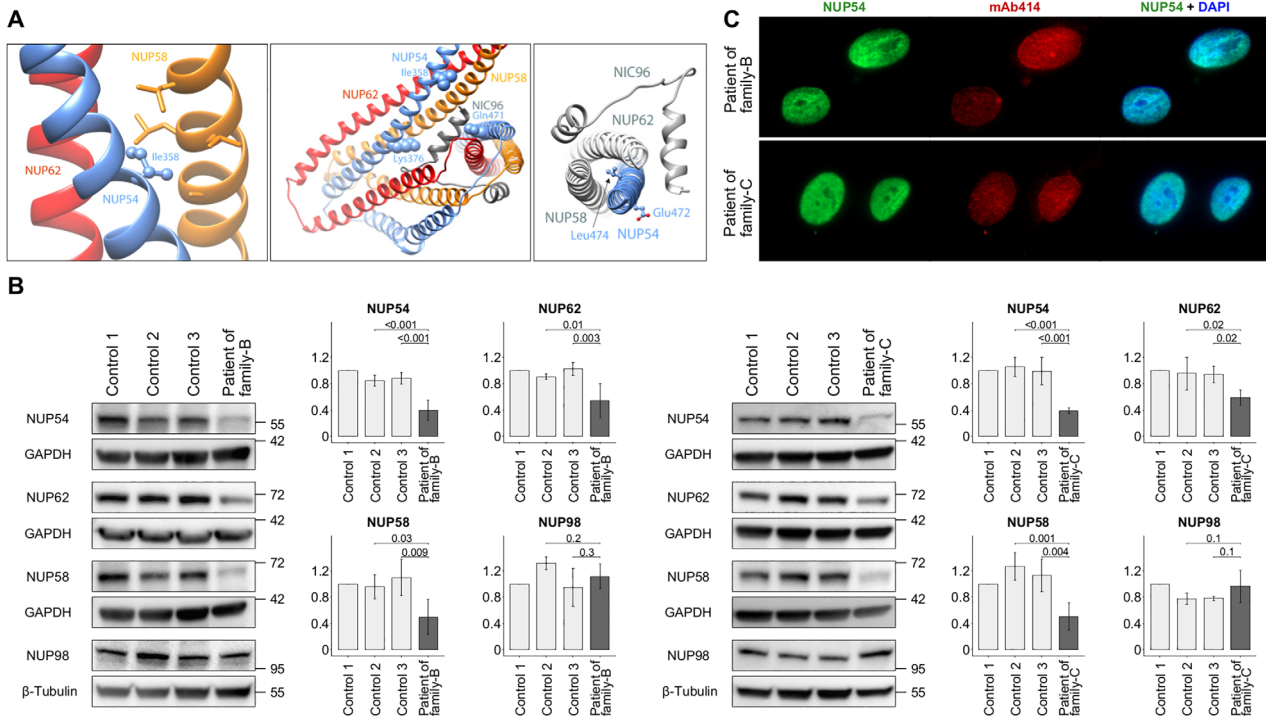 A
NUP58
Ile358
NUP62
NUP54
NUP54
Ile358
NUP58
NUP62
NIC96
Gln471
Lys376
NIC96
NUP62
NUP58
Glu472
Leu474
NUP54
C
NUP54
mAb414
NUP54 + DAPI
Patient of
family-B
Patient of
family-C
B
Control 1
Control 2
Control 3
Patient of
family-B
NUP54
55
42
GAPDH
NUP62
72
42
GAPDH
NUP58
72
42
GAPDH
NUP98
95
β-Tubulin
55
NUP54
<0.001
<0.001
1.2
0.8
0.4
0
Control 1
Control 2
Control 3
Patient of
family-B
NUP62
0.01
0.003
1.2
0.8
0.4
0
Control 1
Control 2
Control 3
Patient of
family-B
NUP58
0.03
0.009
1.2
0.8
0.4
0
Control 1
Control 2
Control 3
Patient of
family-B
NUP98
0.2
0.3
1.2
0.8
0.4
0
Control 1
Control 2
Control 3
Patient of
family-B
Control 1
Control 2
Control 3
Patient of
family-C
NUP54
55
42
GAPDH
NUP62
72
42
GAPDH
NUP58
72
42
GAPDH
NUP98
95
β-Tubulin
55
NUP54
<0.001
<0.001
1.2
0.8
0.4
0
Control 1
Control 2
Control 3
Patient of
family-C
NUP62
0.02
0.02
1.2
0.8
0.4
0
Control 1
Control 2
Control 3
Patient of
family-C
NUP58
0.001
0.004
1.2
0.8
0.4
0
Control 1
Control 2
Control 3
Patient of
family-C
NUP98
0.1
0.1
1.2
0.8
0.4
0
Control 1
Control 2
Control 3
Patient of
family-C